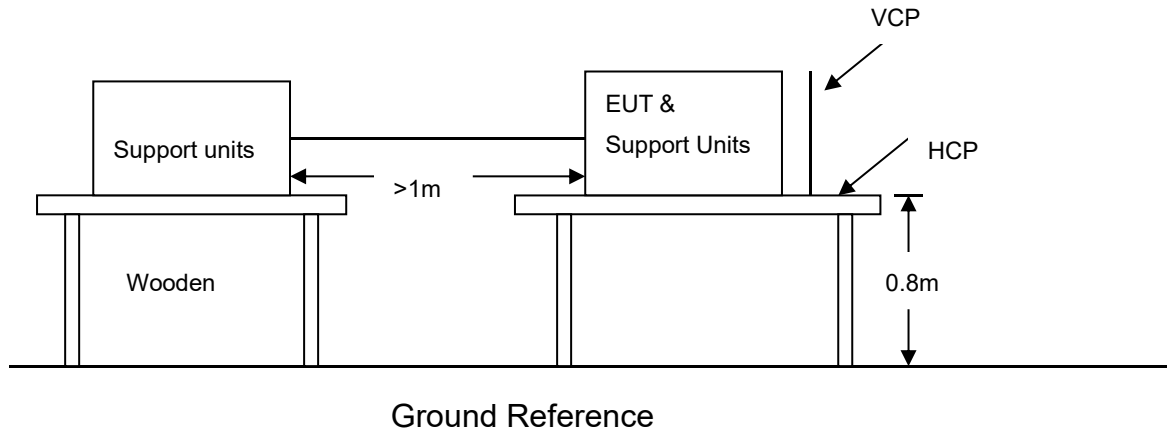 VCP
EUT &
Support Units
Support units
HCP
>1m
Wooden
0.8m
Ground Reference